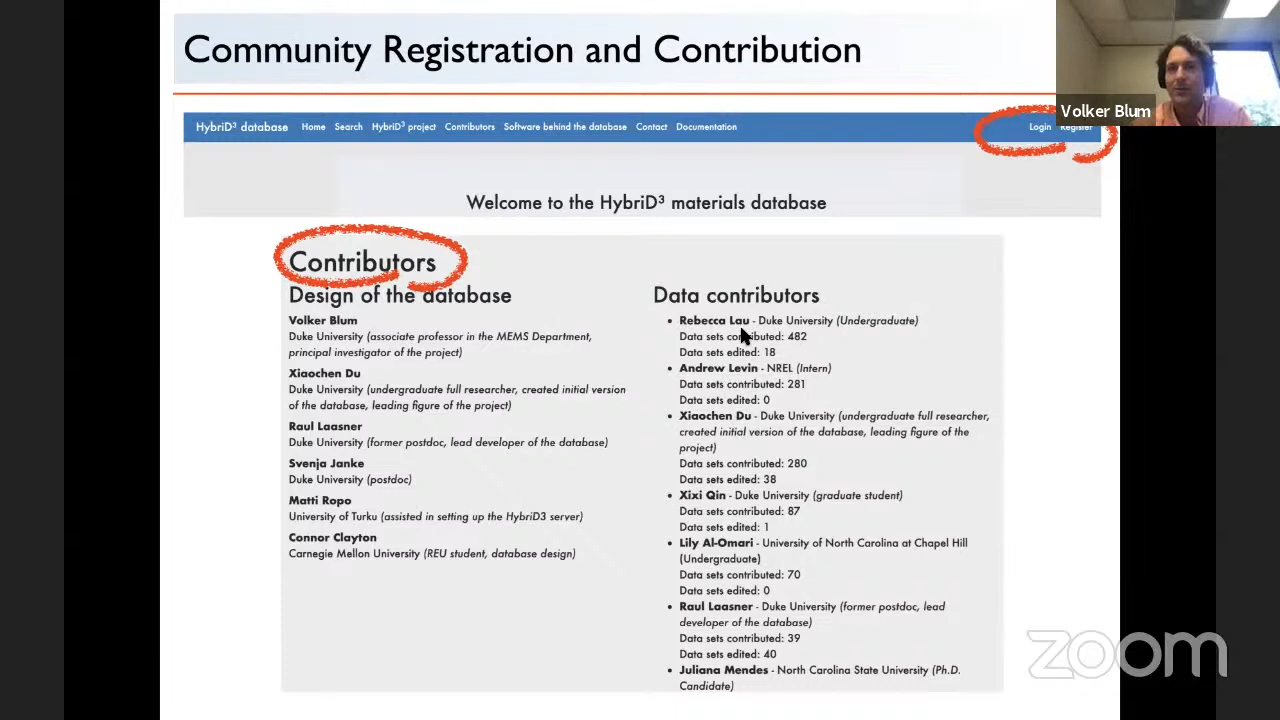 Community Registration and Contribution
Volker Blum
HybriD³ database Home Search HybriD³ project Contributors Software behind the database Contact Documentation Login Register
Welcome to the HybriD³ materials database
Contributors
Design of the database
Volker Blum
Duke University (associate professor in the MEMS Department,
principal investigator of the project)
Xiaochen Du
Duke University (undergraduate full researcher, created initial version
of the database, leading figure of the project)
Raul Laasner
Duke University (former postdoc, lead developer of the database)
Svenja Janke
Duke University (postdoc)
Matti Ropo
University of Turku (assisted in setting up the HybriD3 server)
Connor Clayton
Carnegie Mellon University (REU student, database design)
Data contributors
• Rebecca Lau - Duke University (Undergraduate)
Data sets contributed: 482
Data sets edited: 18
• Andrew Levin - NREL (Intern)
Data sets contributed: 281
Data sets edited: 0
• Xiaochen Du - Duke University (undergraduate full researcher,
created initial version of the database, leading figure of the
project)
Data sets contributed: 280
Data sets edited: 38
• Xixi Qin - Duke University (graduate student)
Data sets contributed: 87
Data sets edited: 1
• Lily Al-Omari - University of North Carolina at Chapel Hill
(Undergraduate)
Data sets contributed: 70
Data sets edited: 0
• Raul Laasner - Duke University (former postdoc, lead
developer of the database)
Data sets contributed: 39
Data sets edited: 40
• Juliana Mendes - North Carolina State University (Ph.D.
Candidate)
zoom